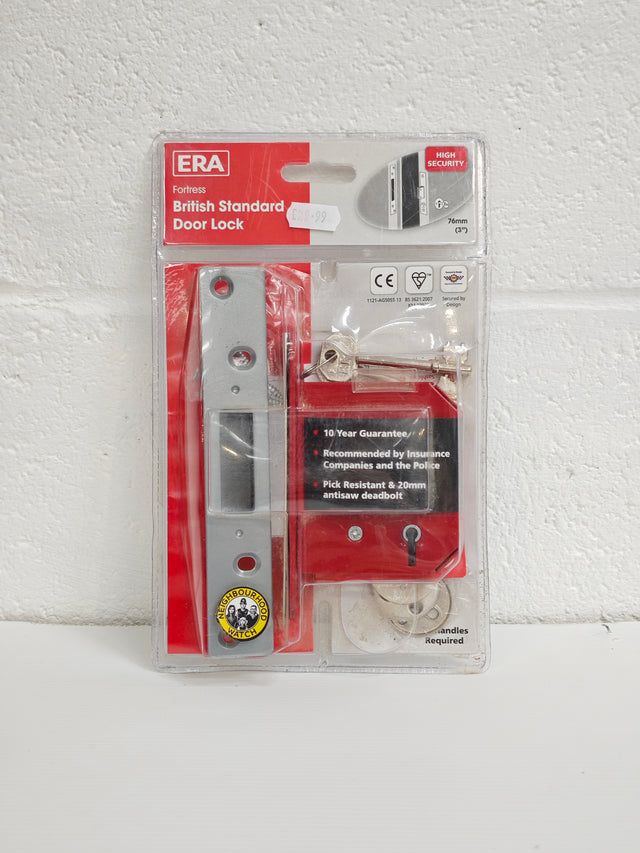 ERA
HIGH
SECURITY
Fortress
British Standard
Door Lock
76mm
(3")
CE
1121-AG5055 13
BS 3621:2007
Secured by
Design
10 Year Guarantee
Recommended by Insurance
Companies and the Police
Pick Resistant & 20mm
antisaw deadbolt
NEIGHBOURHOOD
WATCH
Handles
Required